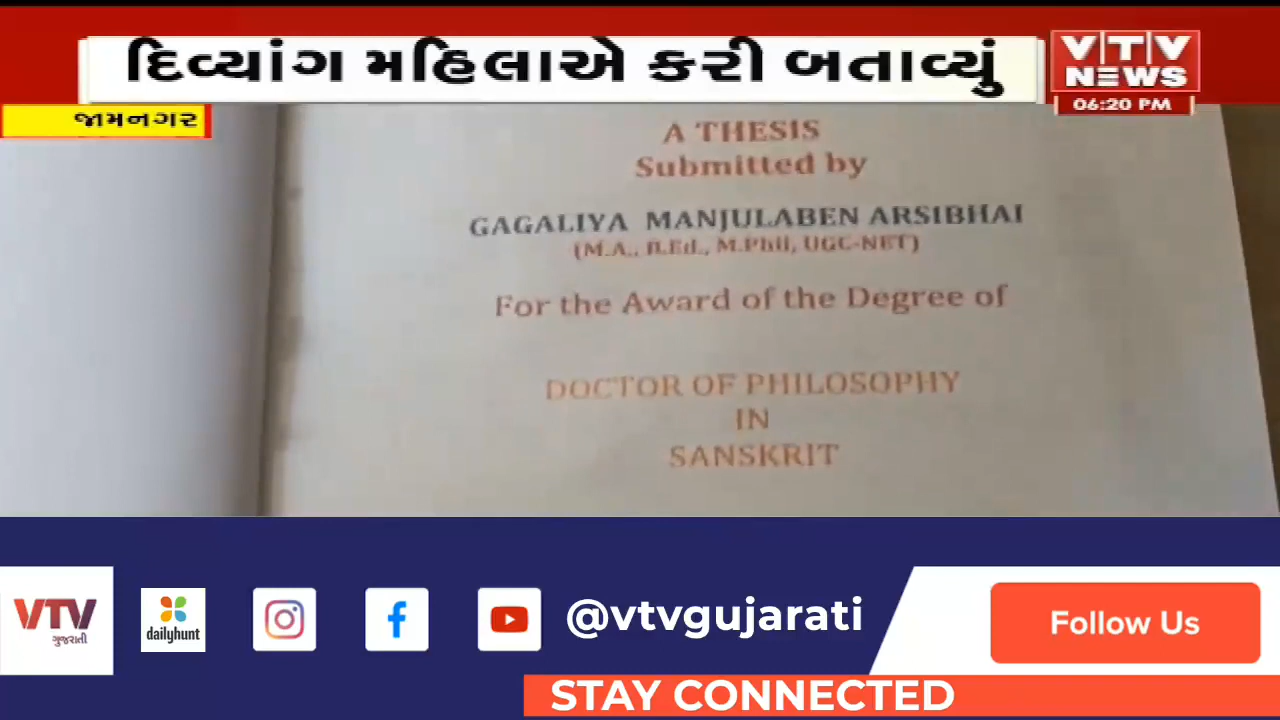 દિવ્યાંગ મહિલાએ કરી બતાવ્યું
VTV
NEWS
06:20 PM
જામનગર
A THESIS
Submitted by
GAGALIYA MANJULABEN ARSIBHAI
(M.A., B.Ed., M.Phil, UGC-NET)
For the Award of the Degree of
DOCTOR OF PHILOSOPHY
IN
SANSKRIT
VTV
ગુજરાતી
dailyhunt
@vtvgujarati
Follow Us
STAY CONNECTED